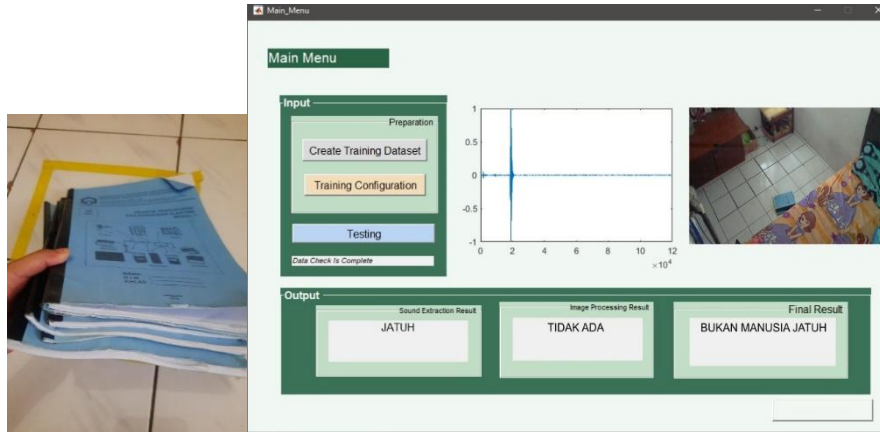 Main_Menu
Main Menu
Input
Preparation
Create Training Dataset
Training Configuration
Testing
Data Check Is Complete
1
0.5
0
-0.5
-1
0 2 4 6 8 10 12
×10⁴
Output
Sound Extraction Result
JATUH
Image Processing Result
TIDAK ADA
Final Result
BUKAN MANUSIA JATUH